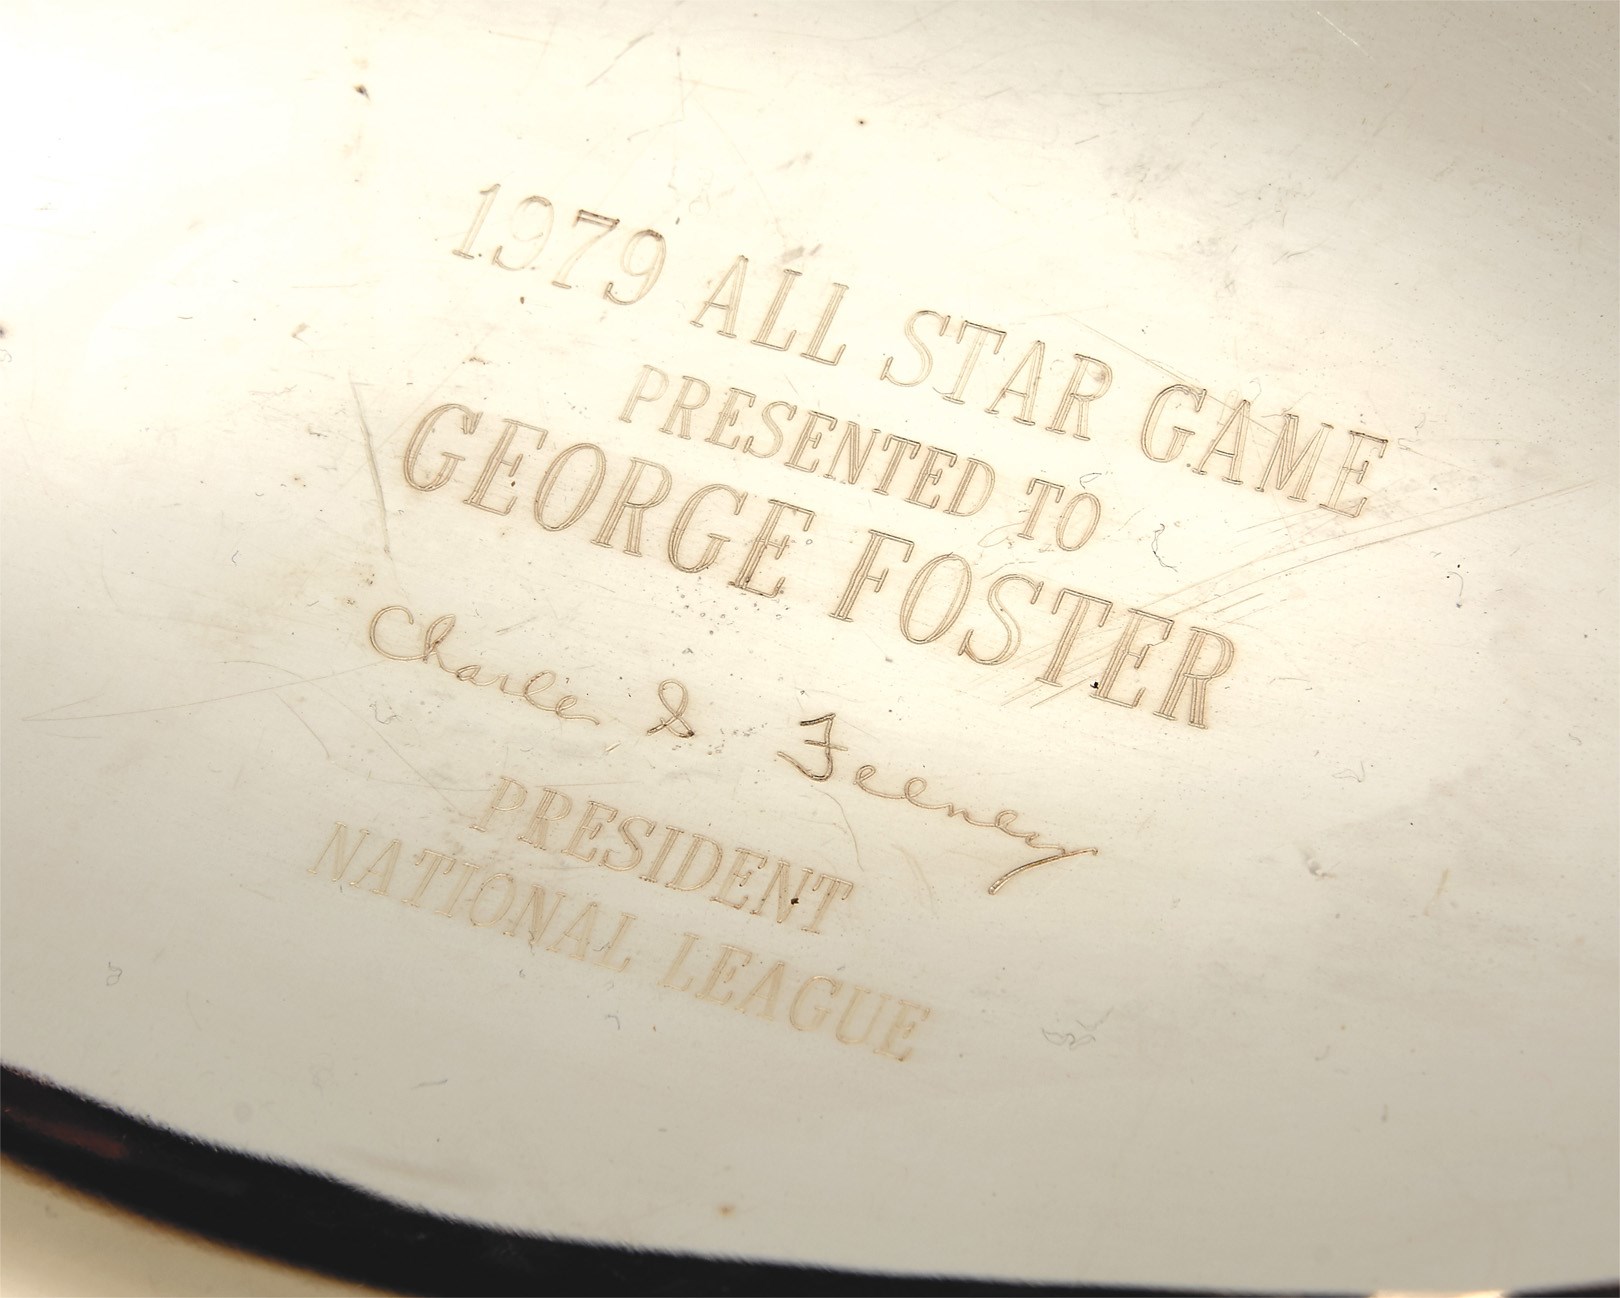 1979 ALL STAR GAME
PRESENTED TO
GEORGE FOSTER
Charles S Feeney
PRESIDENT
NATIONAL LEAGUE